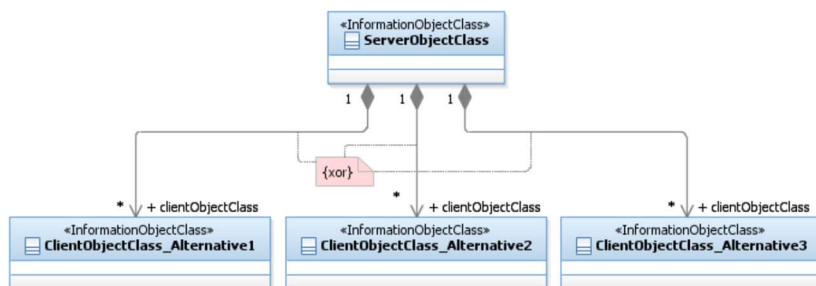 «InformationObjectClass»
ServerObjectClass
1 1 1
{xor}
* + clientObjectClass * + clientObjectClass * + clientObjectClass
«InformationObjectClass» «InformationObjectClass» «InformationObjectClass»
ClientObjectClass_Alternative1 ClientObjectClass_Alternative2 ClientObjectClass_Alternative3